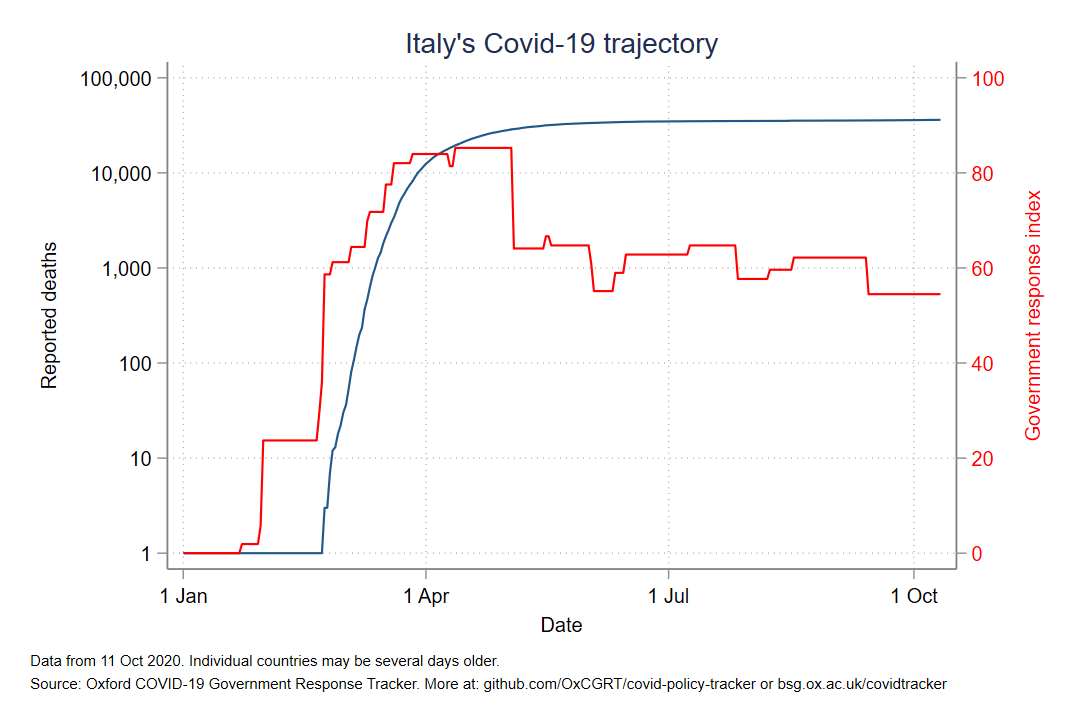 Italy's Covid-19 trajectory
100,000
10,000
1,000
100
10
1
Reported deaths
100
80
60
40
20
0
Government response index
1 Jan
1 Apr
1 Jul
1 Oct
Date
Data from 11 Oct 2020. Individual countries may be several days older.
Source: Oxford COVID-19 Government Response Tracker. More at: github.com/OxCGRT/covid-policy-tracker or bsg.ox.ac.uk/covidtracker